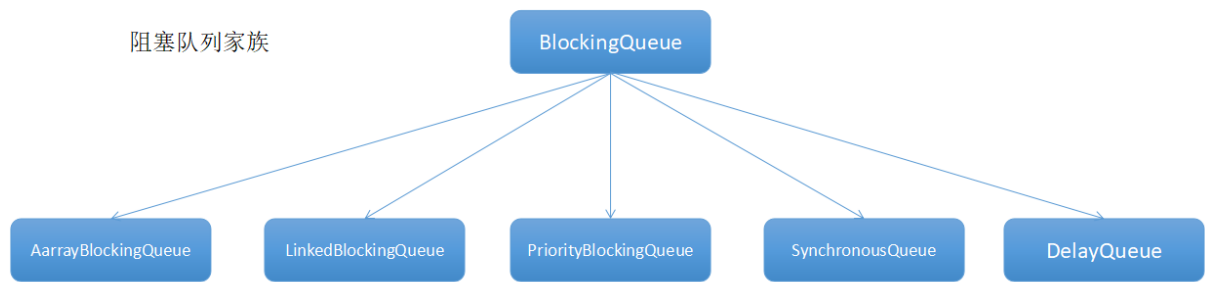 阻塞队列家族
BlockingQueue
AarrayBlockingQueue
LinkedBlockingQueue
PriorityBlockingQueue
SynchronousQueue
DelayQueue